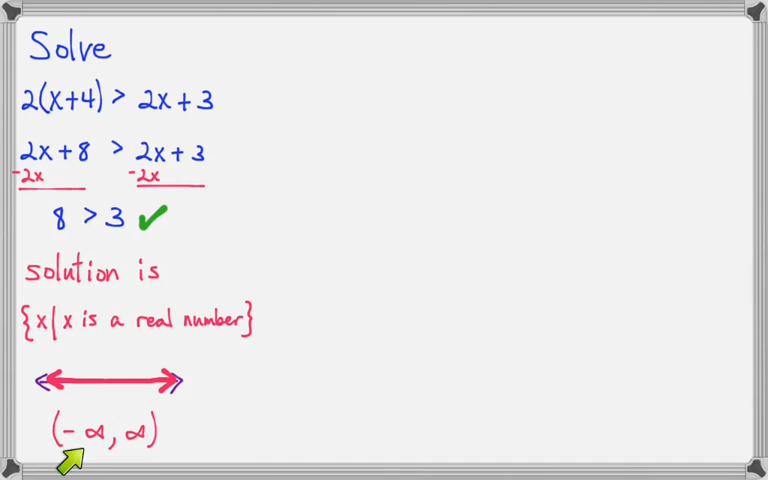 Solve
2(x+4) > 2x+3
2x+8 > 2x+3
-2x -2x
8 > 3 ✓
solution is
{x|x is a real number}
(-∞, ∞)